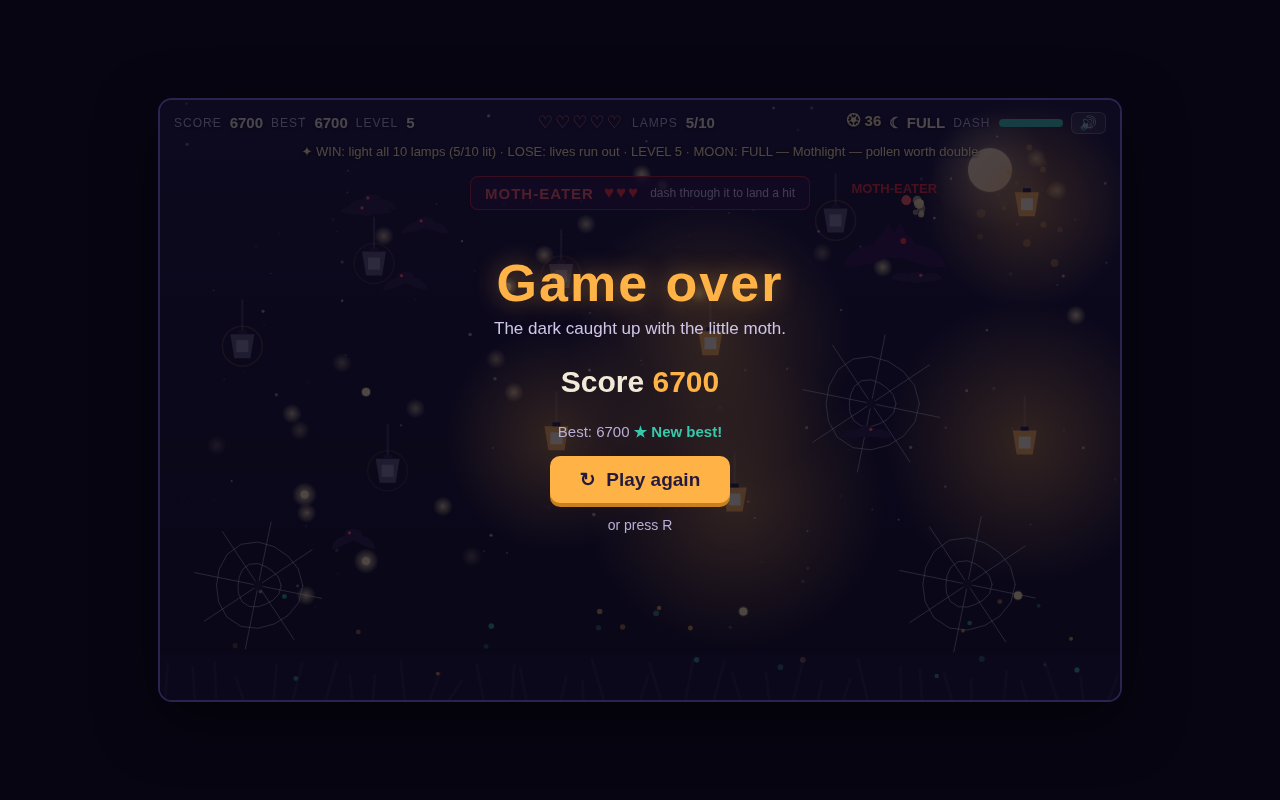 SCORE 6700 BEST 6700 LEVEL 5 ♡♡♡♡♡ LAMPS 5/10 36 ☾ FULL DASH
✦ WIN: light all 10 lamps (5/10 lit) · LOSE: lives run out · LEVEL 5 · MOON: FULL — Mothlight — pollen worth double
MOTH-EATER ♥♥♥ dash through it to land a hit
MOTH-EATER
Game over
The dark caught up with the little moth.
Score 6700
Best: 6700 ★ New best!
↻ Play again
or press R